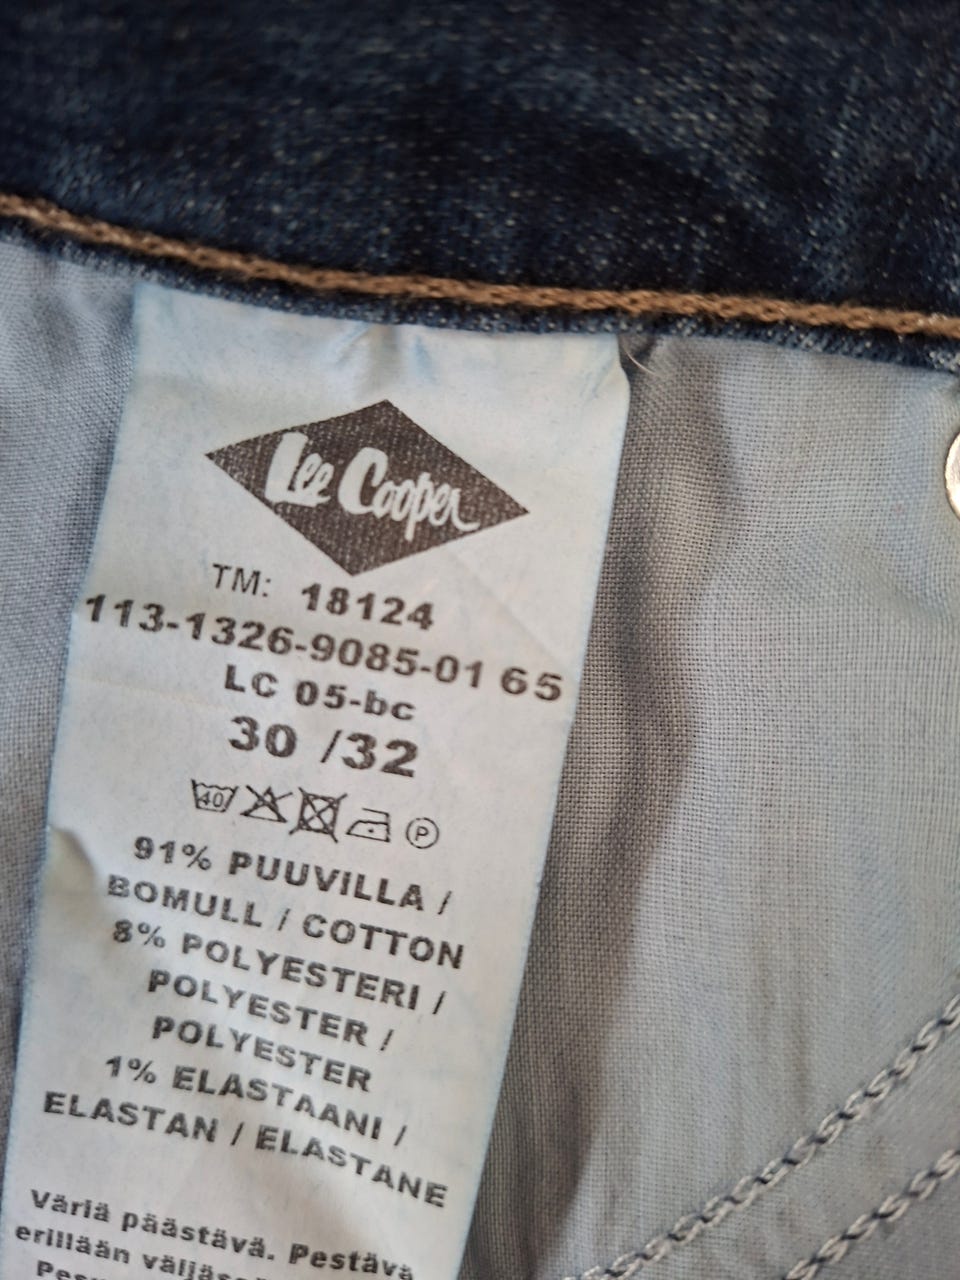 Lee Cooper
TM: 18124
113-1326-9085-01 65
LC 05-bc
30 /32
40 P
91% PUUVILLA /
BOMULL / COTTON
8% POLYESTERI /
POLYESTER /
POLYESTER
1% ELASTAANI /
ELASTAN / ELASTANE
Väriä päästävä. Pestävä
erillään